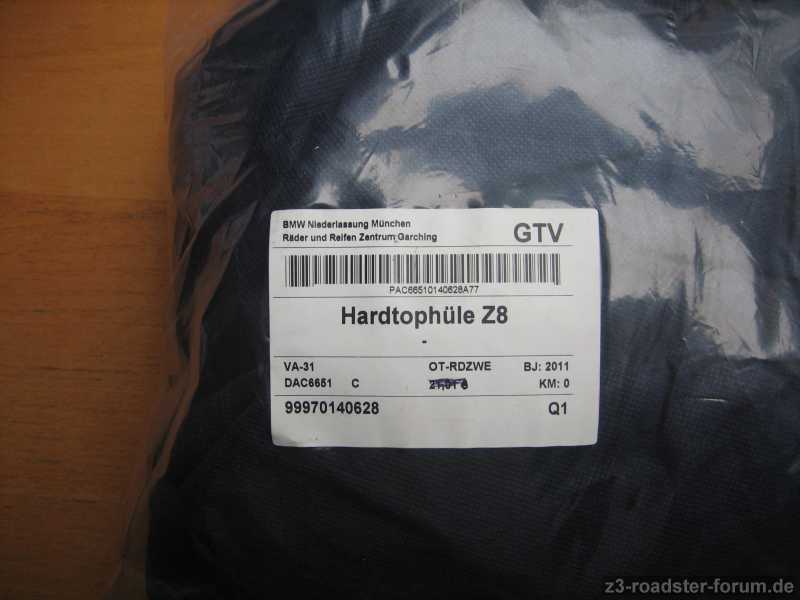 BMW Niederlassung München
Räder und Reifen Zentrum Garching
GTV
PAC66510140628A77
Hardtophüle Z8
-
VA-31 OT-RDZWE BJ: 2011
DAC6651 C KM: 0
99970140628 Q1
z3-roadster-forum.de